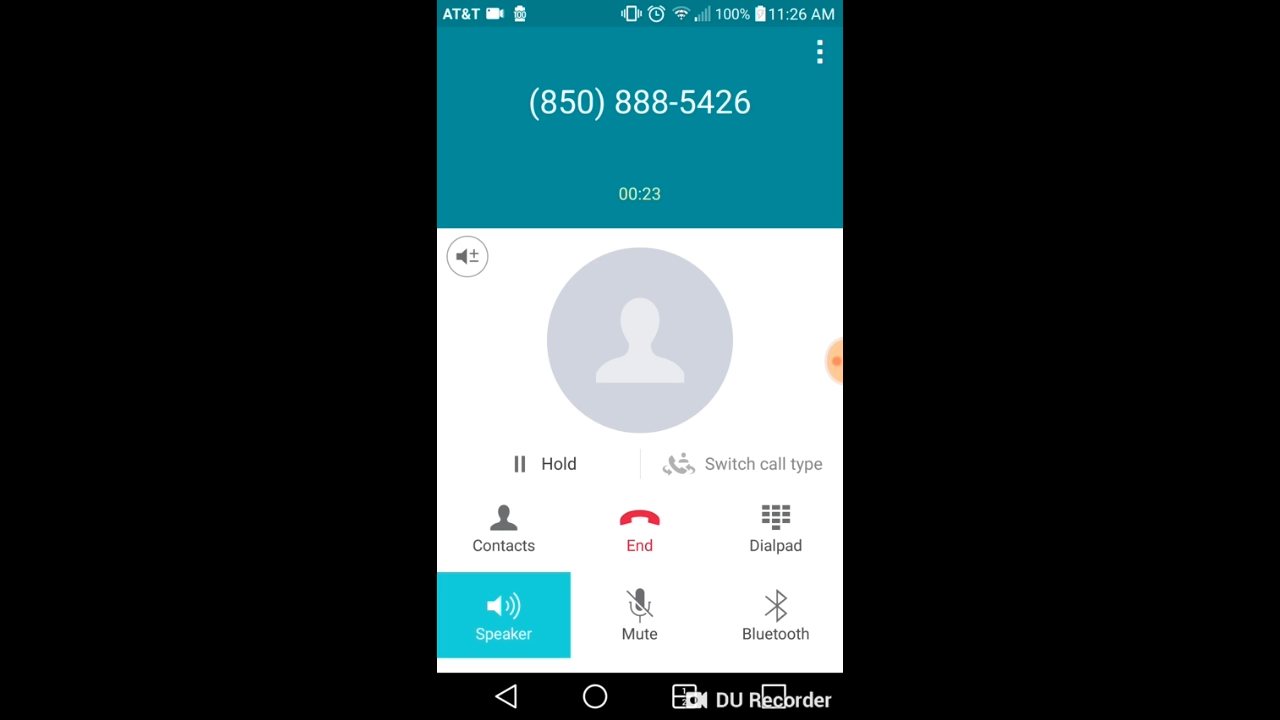 AT&T 100% 11:26 AM
(850) 888-5426
00:23
Hold Switch call type
Contacts End Dialpad
Speaker Mute Bluetooth
DU Recorder